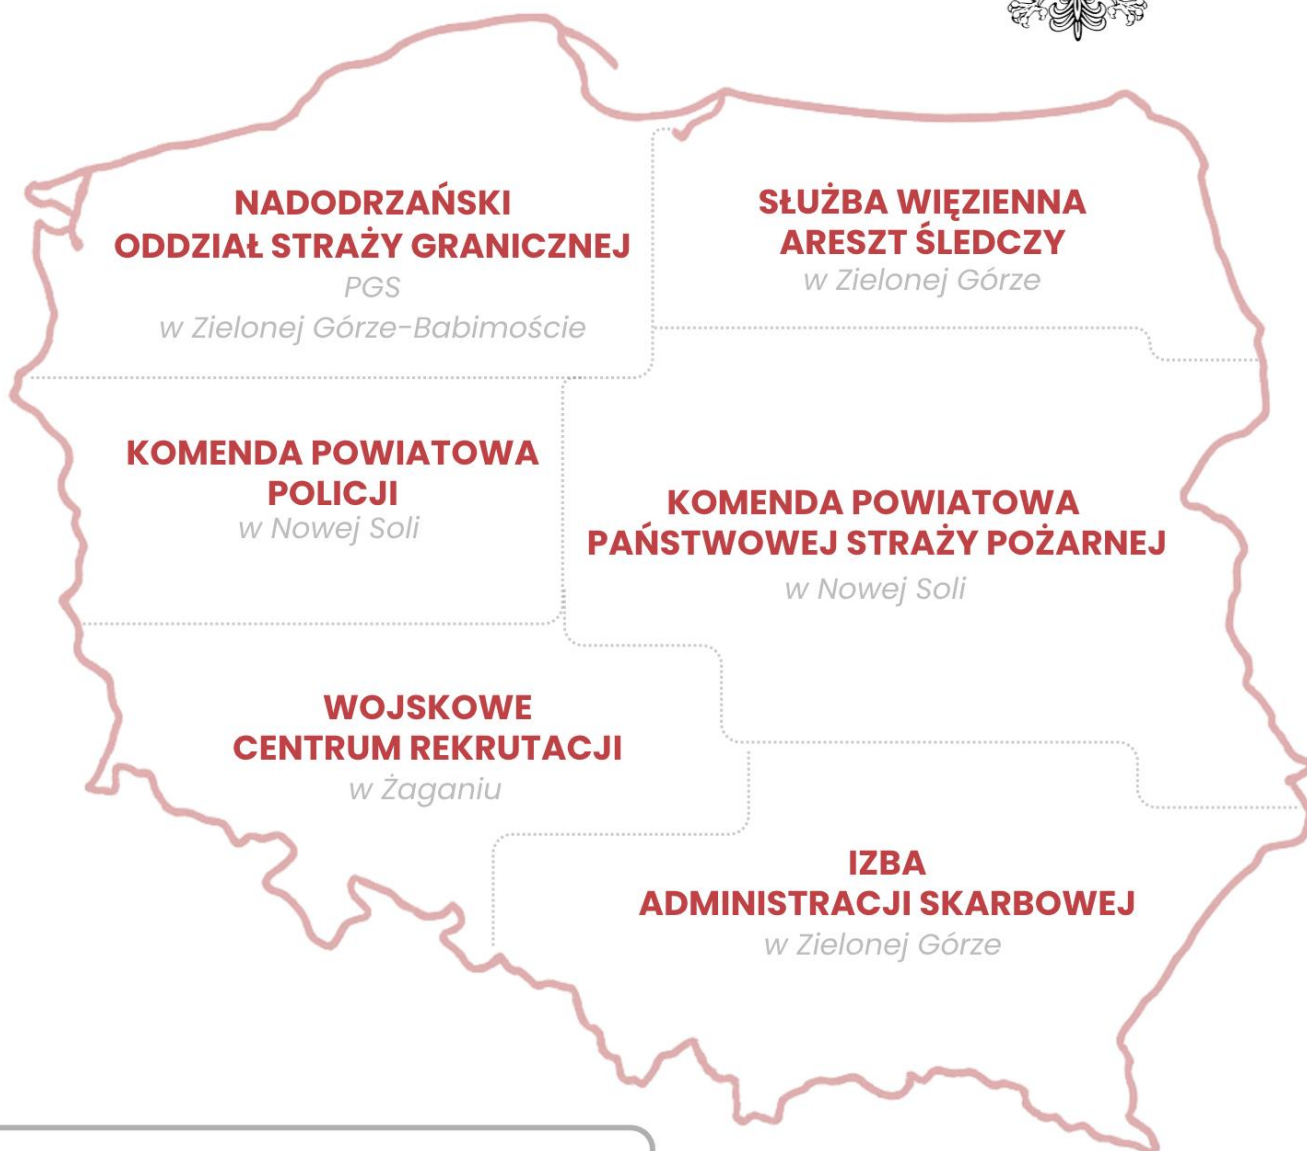 NADODRZAŃSKI
ODDZIAŁ STRAŻY GRANICZNEJ
PGS
w Zielonej Górze-Babimoście
SŁUŻBA WIĘZIENNA
ARESZT ŚLEDCZY
w Zielonej Górze
KOMENDA POWIATOWA
POLICJI
w Nowej Soli
KOMENDA POWIATOWA
PAŃSTWOWEJ STRAŻY POŻARNEJ
w Nowej Soli
WOJSKOWE
CENTRUM REKRUTACJI
w Żaganiu
IZBA
ADMINISTRACJI SKARBOWEJ
w Zielonej Górze